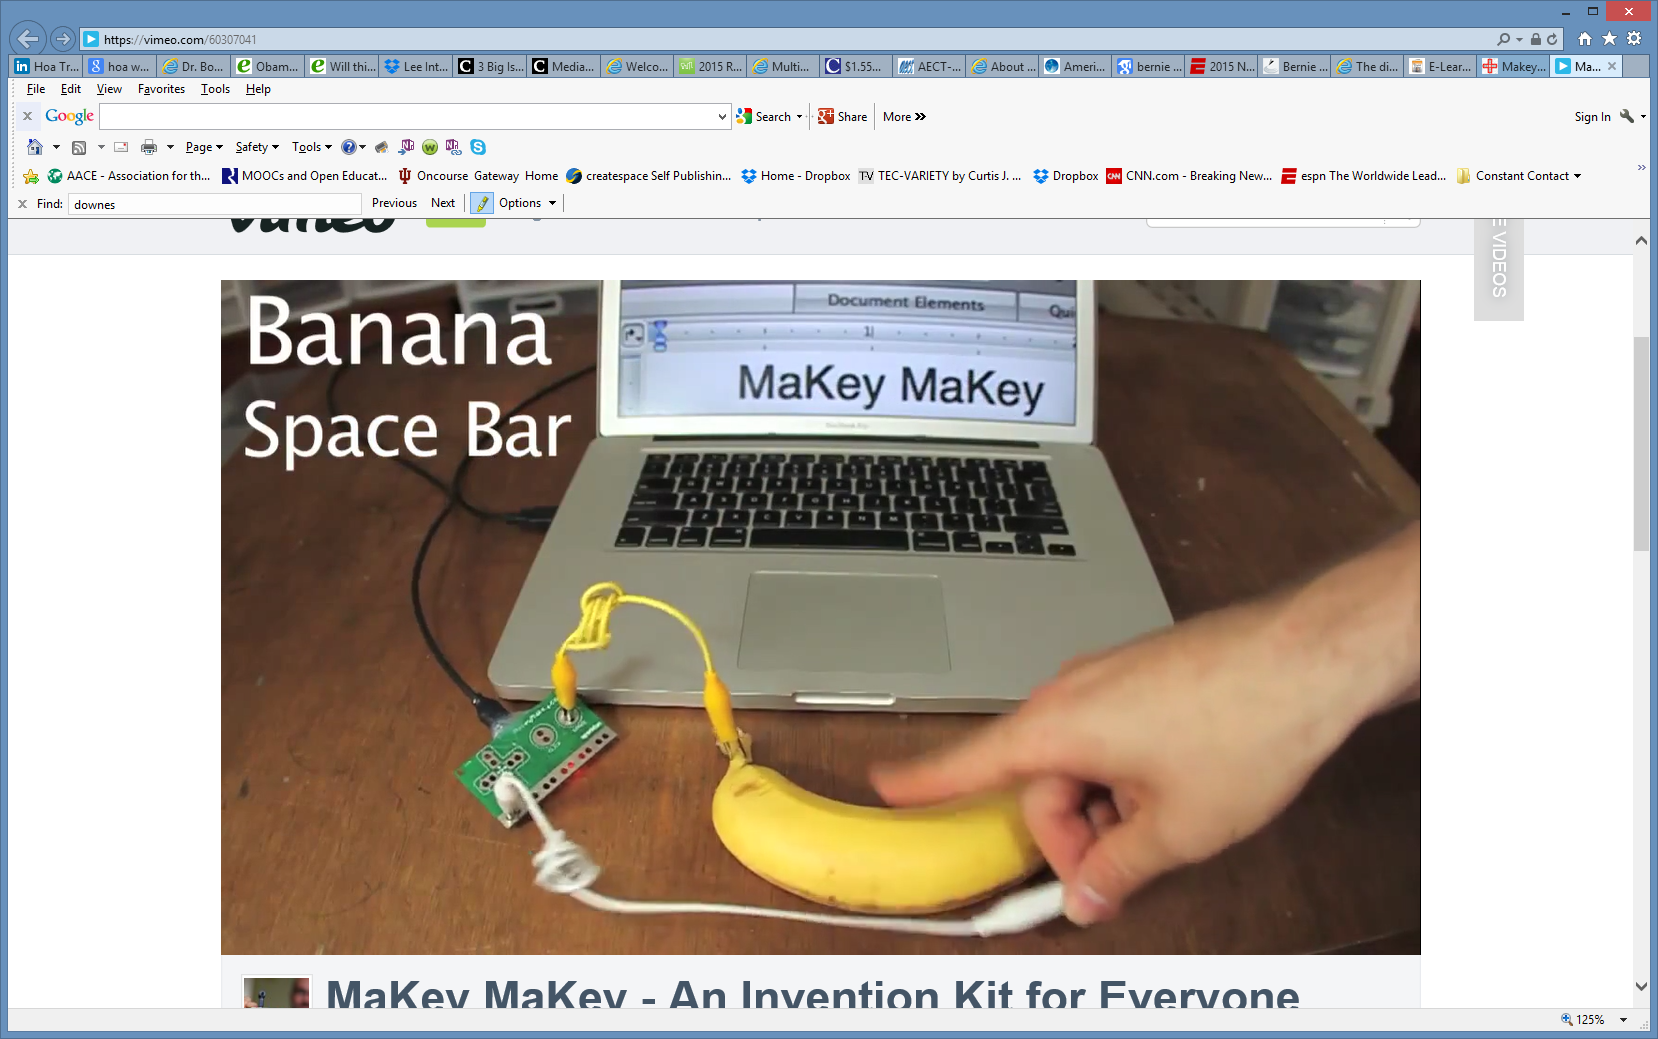 https://vimeo.com/60307041
Hoa Tr... hoa w... Dr. Bo... Obam... Will thi... Lee Int... 3 Big Is... Media... Welco... 2015 R... Multi... $1.55... AECT-... About ... Ameri... bernie ... 2015 N... Bernie ... The di... E-Lear... Makey... Ma...
File Edit View Favorites Tools Help
x Google Search Share More » Sign In
Page Safety Tools
AACE - Association for th... MOOCs and Open Educat... Oncourse Gateway Home createspace Self Publishin... Home - Dropbox TEC-VARIETY by Curtis J. ... Dropbox CNN.com - Breaking New... espn The Worldwide Lead... Constant Contact
x Find: downes Previous Next Options
vimeo
E VIDEOS
Banana
Space Bar
Document Elements Qui
MaKey MaKey
MaKey MaKey - An Invention Kit for Everyone
125%